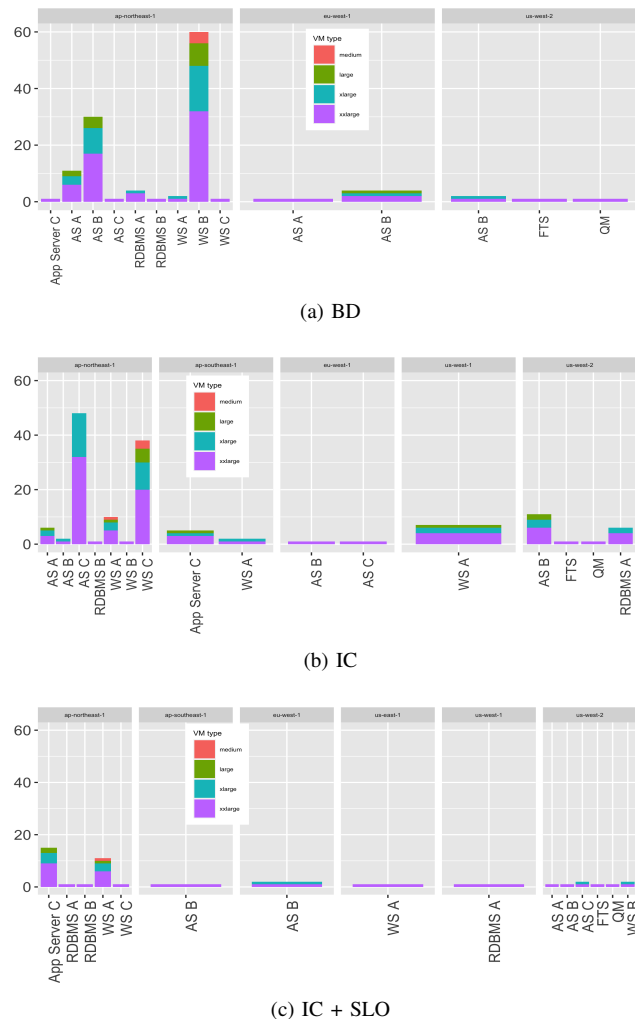 ap-northeast-1 eu-west-1 us-west-2
60
40
20
0
VM type
medium
large
xlarge
xxlarge
App Server C AS A AS B AS C RDBMS A RDBMS B WS A WS B WS C AS A AS B AS B FTS QM
(a) BD
ap-northeast-1 ap-southeast-1 eu-west-1 us-west-1 us-west-2
60
40
20
0
VM type
medium
large
xlarge
xxlarge
AS A AS B AS C RDBMS B WS A WS B WS C App Server C WS A AS B AS C WS A AS B FTS QM RDBMS A
(b) IC
ap-northeast-1 ap-southeast-1 eu-west-1 us-east-1 us-west-1 us-west-2
60
40
20
0
VM type
medium
large
xlarge
xxlarge
App Server C RDBMS A RDBMS B WS A WS C AS B AS B WS A RDBMS A AS A AS B AS C FTS QM WS B
(c) IC + SLO